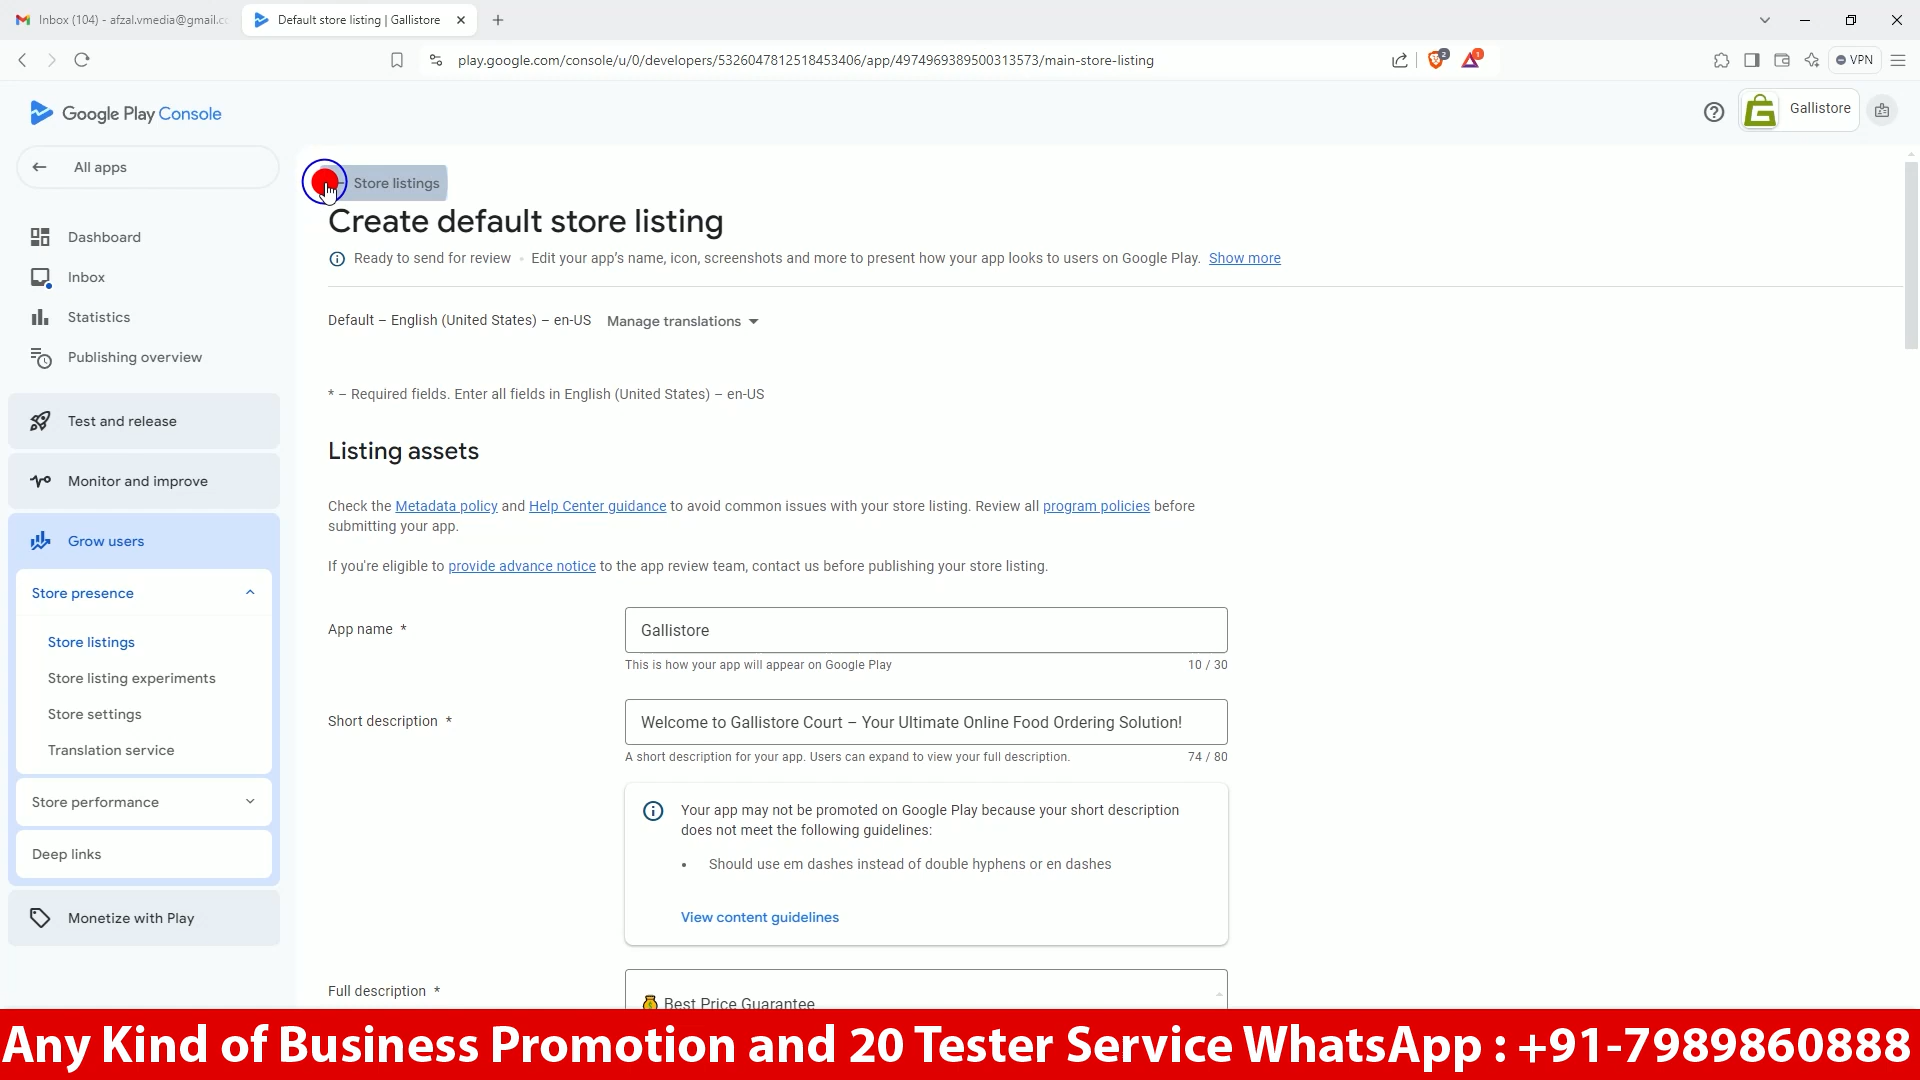 Inbox (104) - afzal.vmedia@gmail.cc
Default store listing | Gallistore
play.google.com/console/u/0/developers/5326047812518453406/app/4974969389500313573/main-store-listing
2
1
VPN
Google Play Console
Gallistore
All apps
Store listings
Create default store listing
Ready to send for review • Edit your app's name, icon, screenshots and more to present how your app looks to users on Google Play. Show more
Dashboard
Inbox
Statistics
Publishing overview
Test and release
Monitor and improve
Grow users
Store presence
Store listings
Store listing experiments
Store settings
Translation service
Store performance
Deep links
Monetize with Play
Default – English (United States) – en-US Manage translations
* – Required fields. Enter all fields in English (United States) – en-US
Listing assets
Check the Metadata policy and Help Center guidance to avoid common issues with your store listing. Review all program policies before
submitting your app.
If you're eligible to provide advance notice to the app review team, contact us before publishing your store listing.
App name *
Gallistore
This is how your app will appear on Google Play 10 / 30
Short description *
Welcome to Gallistore Court – Your Ultimate Online Food Ordering Solution!
A short description for your app. Users can expand to view your full description. 74 / 80
Your app may not be promoted on Google Play because your short description
does not meet the following guidelines:
• Should use em dashes instead of double hyphens or en dashes
View content guidelines
Full description *
💰 Best Price Guarantee
Any Kind of Business Promotion and 20 Tester Service WhatsApp : +91-7989860888